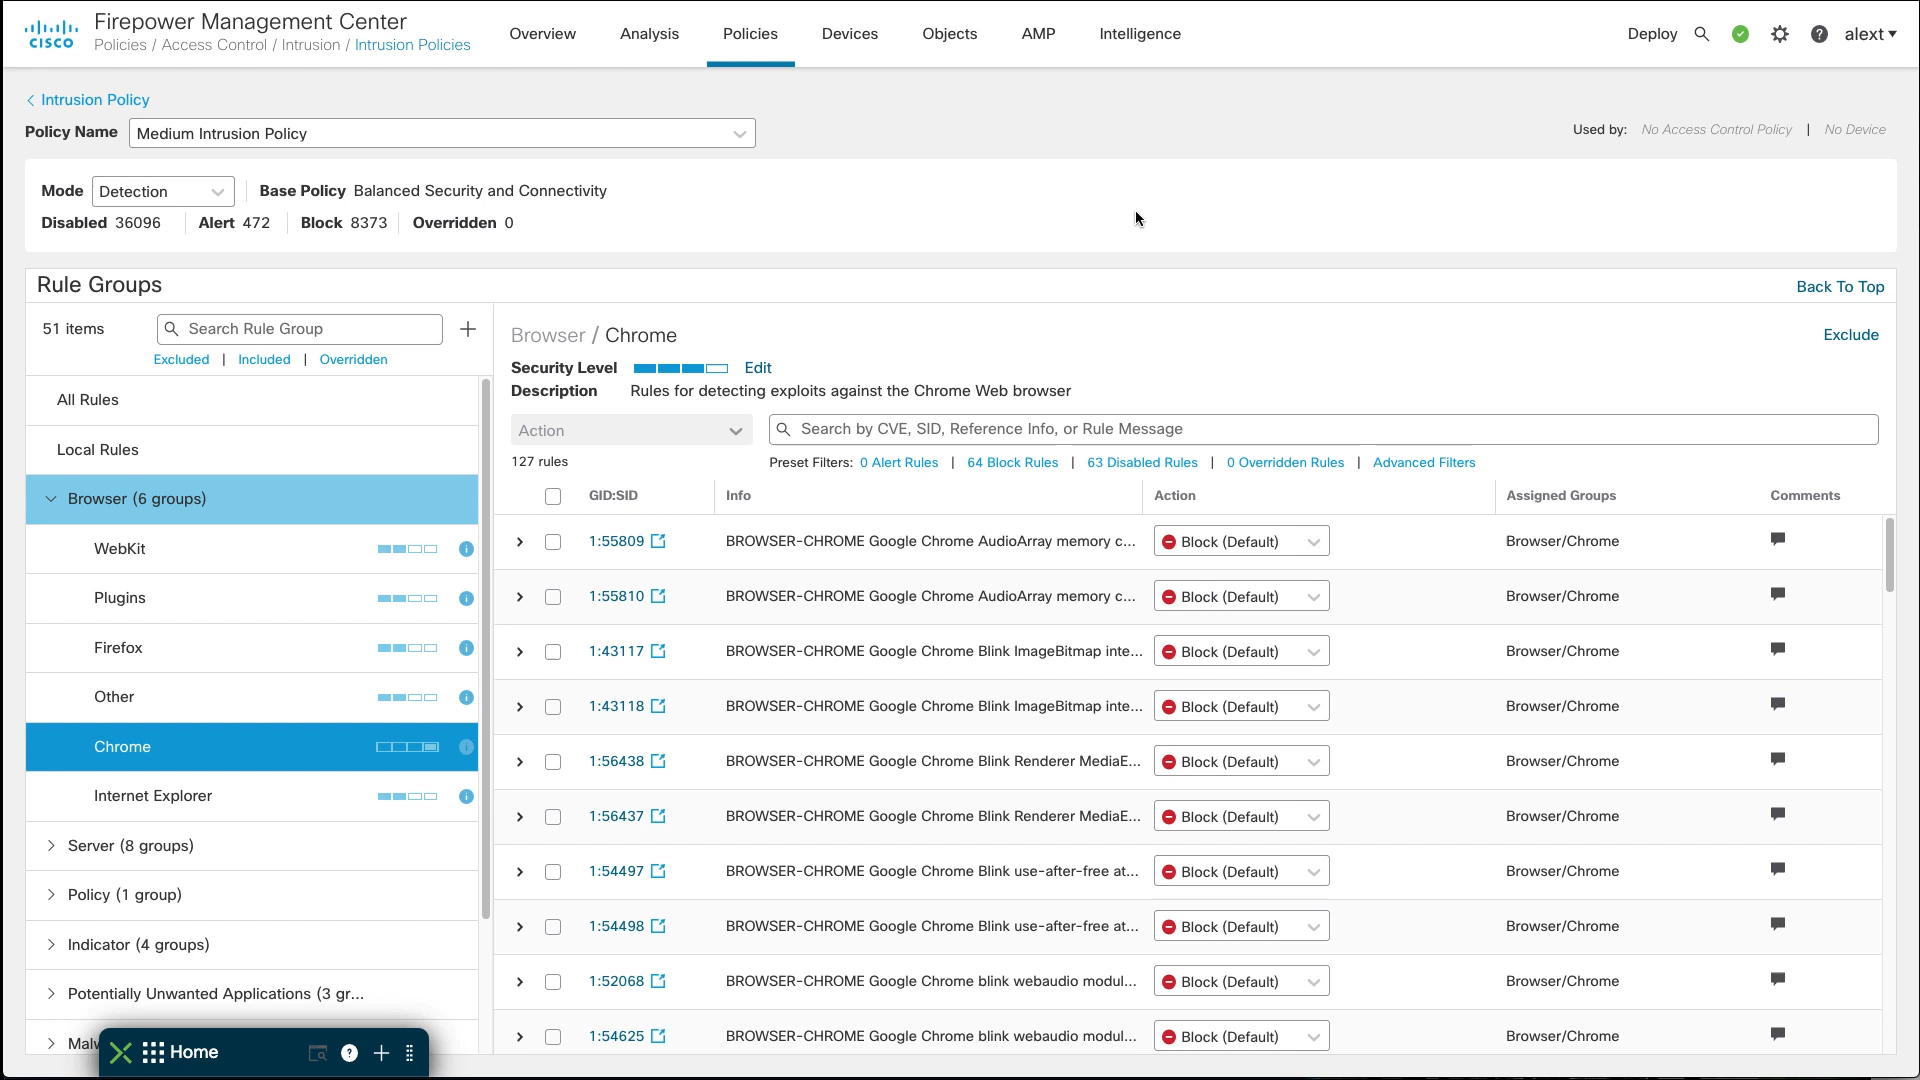 cisco
Firepower Management Center
Policies / Access Control / Intrusion / Intrusion Policies
Overview
Analysis
Policies
Devices
Objects
AMP
Intelligence
Deploy
alext
Intrusion Policy
Policy Name
Medium Intrusion Policy
Used by: No Access Control Policy | No Device
Mode
Detection
Base Policy Balanced Security and Connectivity
Disabled 36096
Alert 472
Block 8373
Overridden 0
Rule Groups
Back To Top
51 items
Search Rule Group
Excluded | Included | Overridden
All Rules
Local Rules
Browser (6 groups)
WebKit
Plugins
Firefox
Other
Chrome
Internet Explorer
Server (8 groups)
Policy (1 group)
Indicator (4 groups)
Potentially Unwanted Applications (3 gr...
Home
Browser / Chrome
Exclude
Security Level
Edit
Description Rules for detecting exploits against the Chrome Web browser
Action
Search by CVE, SID, Reference Info, or Rule Message
127 rules
Preset Filters: 0 Alert Rules | 64 Block Rules | 63 Disabled Rules | 0 Overridden Rules | Advanced Filters
GID:SID Info Action Assigned Groups Comments
1:55809 BROWSER-CHROME Google Chrome AudioArray memory c... Block (Default) Browser/Chrome
1:55810 BROWSER-CHROME Google Chrome AudioArray memory c... Block (Default) Browser/Chrome
1:43117 BROWSER-CHROME Google Chrome Blink ImageBitmap inte... Block (Default) Browser/Chrome
1:43118 BROWSER-CHROME Google Chrome Blink ImageBitmap inte... Block (Default) Browser/Chrome
1:56438 BROWSER-CHROME Google Chrome Blink Renderer MediaE... Block (Default) Browser/Chrome
1:56437 BROWSER-CHROME Google Chrome Blink Renderer MediaE... Block (Default) Browser/Chrome
1:54497 BROWSER-CHROME Google Chrome Blink use-after-free at... Block (Default) Browser/Chrome
1:54498 BROWSER-CHROME Google Chrome Blink use-after-free at... Block (Default) Browser/Chrome
1:52068 BROWSER-CHROME Google Chrome blink webaudio modul... Block (Default) Browser/Chrome
1:54625 BROWSER-CHROME Google Chrome blink webaudio modul... Block (Default) Browser/Chrome